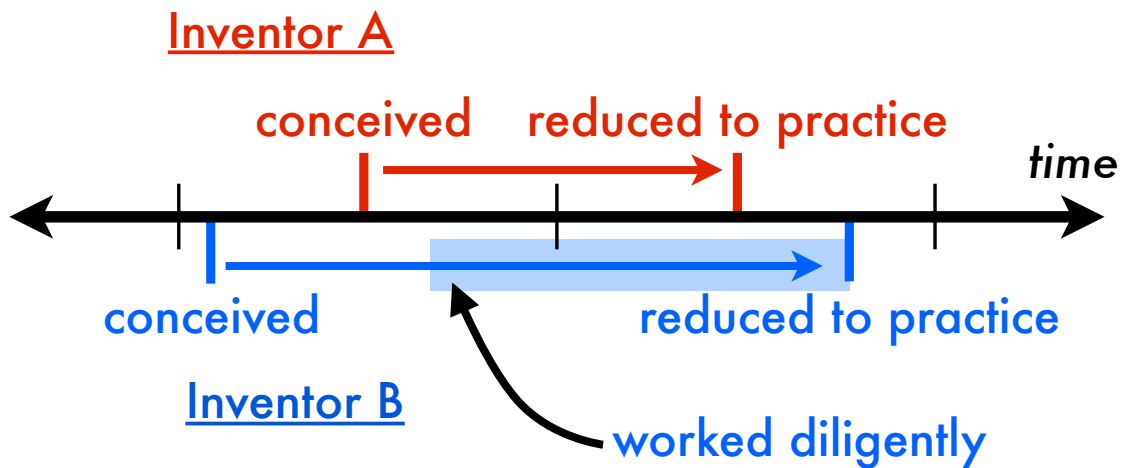 Inventor A
conceived reduced to practice
time
conceived reduced to practice
Inventor B
worked diligently